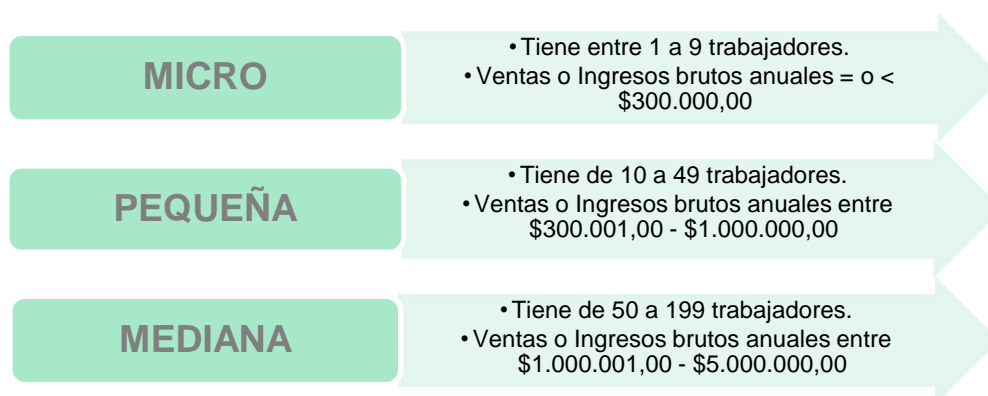 MICRO
•Tiene entre 1 a 9 trabajadores.
•Ventas o Ingresos brutos anuales = o <
$300.000,00
PEQUEÑA
•Tiene de 10 a 49 trabajadores.
•Ventas o Ingresos brutos anuales entre
$300.001,00 - $1.000.000,00
MEDIANA
•Tiene de 50 a 199 trabajadores.
•Ventas o Ingresos brutos anuales entre
$1.000.001,00 - $5.000.000,00